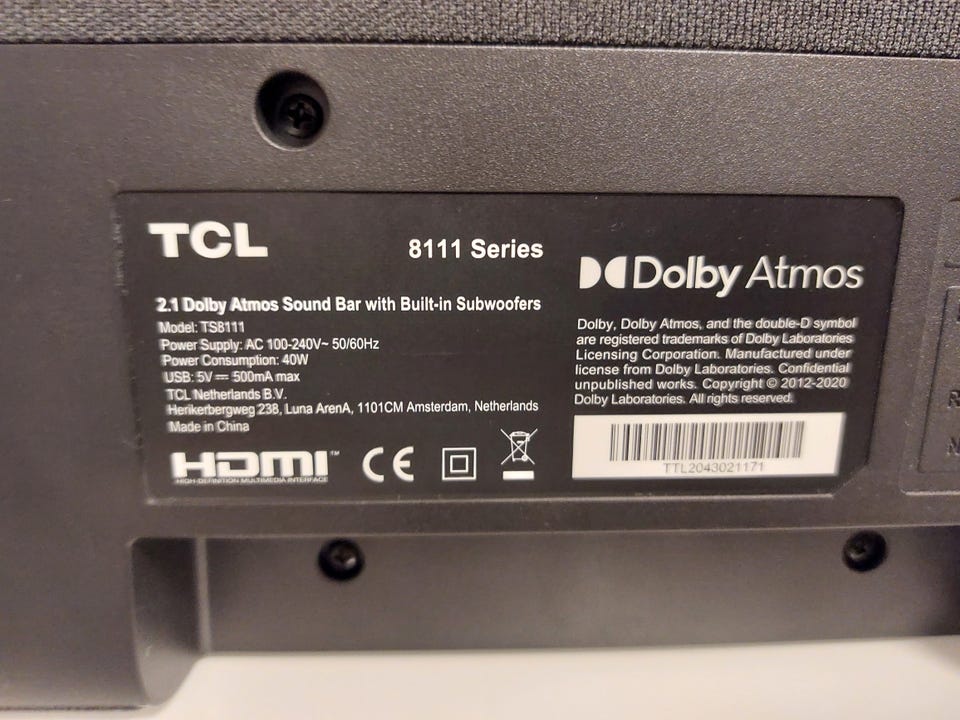 TCL
8111 Series
2.1 Dolby Atmos Sound Bar with Built-in Subwoofers
Model: TS8111
Power Supply: AC 100-240V~ 50/60Hz
Power Consumption: 40W
USB: 5V⎓500mA max
TCL Netherlands B.V.
Herikerbergweg 238, Luna ArenA, 1101CM Amsterdam, Netherlands
Made in China
HDMI™
HIGH-DEFINITION MULTIMEDIA INTERFACE
CE
Dolby Atmos
Dolby, Dolby Atmos, and the double-D symbol
are registered trademarks of Dolby Laboratories
Licensing Corporation. Manufactured under
license from Dolby Laboratories. Confidential
unpublished works. Copyright © 2012-2020
Dolby Laboratories. All rights reserved.
TTL2043021171